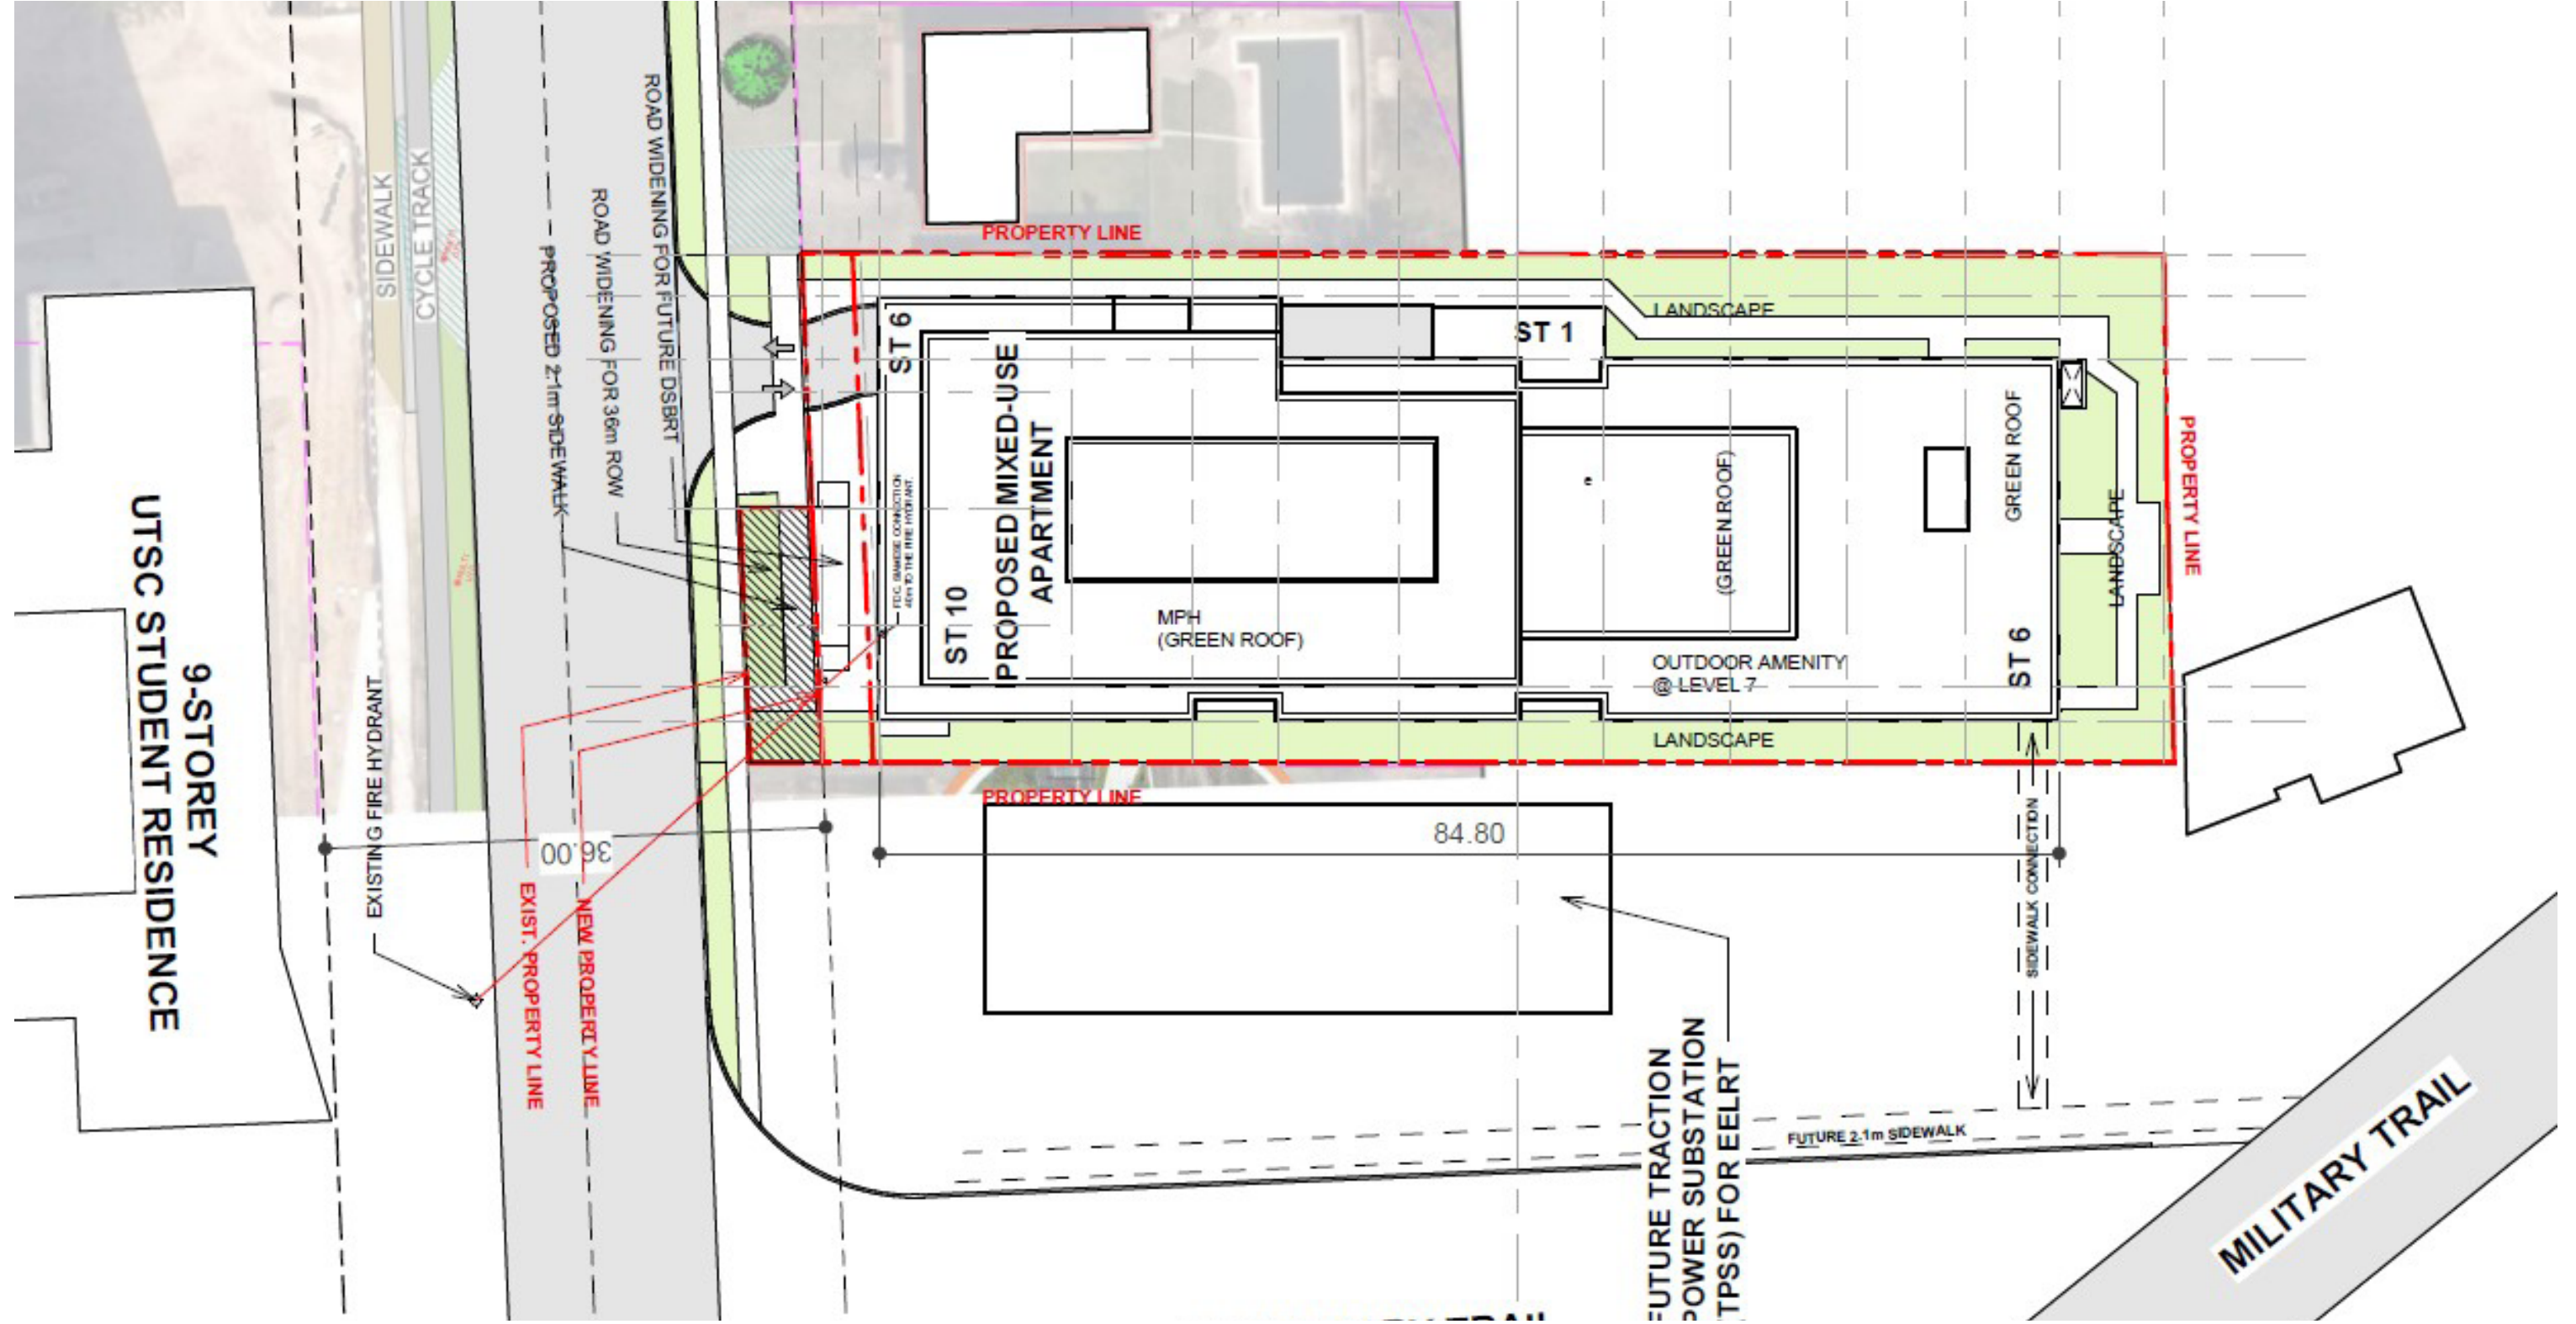 ROAD WIDENING FOR FUTURE DSBRT
ROAD WIDENING FOR 36m ROW
PROPOSED 2.1m SIDEWALK
SIDEWALK
CYCLE TRACK
PROPERTY LINE
LANDSCAPE
ST 6
ST 1
PROPOSED MIXED-USE
APARTMENT
ST 10
FDC SIAMESE CONNECTION
MPH
(GREEN ROOF)
(GREEN ROOF)
GREEN ROOF
OUTDOOR AMENITY
@ LEVEL 7
ST 6
LANDSCAPE
PROPERTY LINE
LANDSCAPE
PROPERTY LINE
9-STOREY
UTSC STUDENT RESIDENCE
EXISTING FIRE HYDRANT
36.00
84.80
EXIST. PROPERTY LINE
NEW PROPERTY LINE
SIDEWALK CONNECTION
FUTURE TRACTION
POWER SUBSTATION
TPSS) FOR EELRT
FUTURE 2.1m SIDEWALK
MILITARY TRAIL